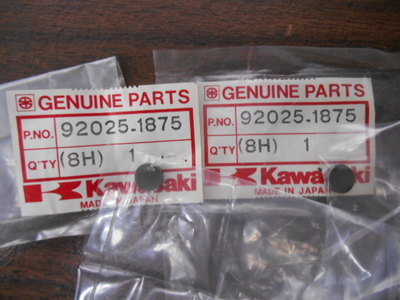 GENUINE PARTS
P.NO. 92025-1875
Q'TY (8H) 1
Kawasaki
MADE IN JAPAN
GENUINE PARTS
P.NO. 92025-1875
Q'TY (8H) 1
Kawasaki
MADE IN JAPAN